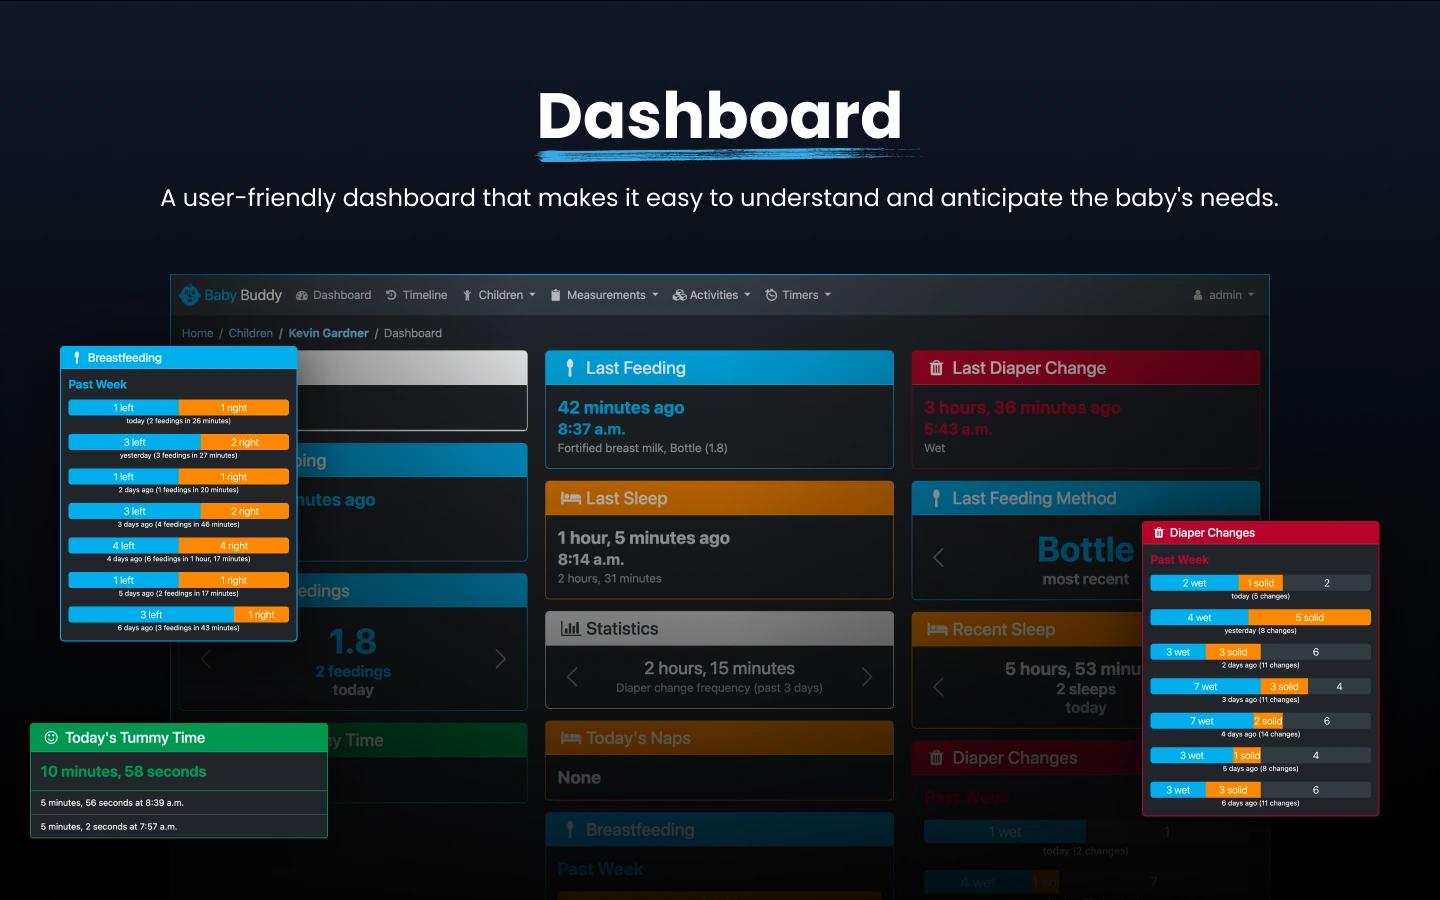 Dashboard
A user-friendly dashboard that makes it easy to understand and anticipate the baby's needs.
Baby Buddy
Dashboard
Timeline
Children
Measurements
Activities
Timers
admin
Home / Children / Kevin Gardner / Dashboard
Breastfeeding
Past Week
1 left 1 right
today (2 feedings in 26 minutes)
3 left 2 right
yesterday (3 feedings in 27 minutes)
1 left 1 right
2 days ago (1 feedings in 20 minutes)
3 left 2 right
3 days ago (4 feedings in 46 minutes)
4 left 4 right
4 days ago (6 feedings in 1 hour, 17 minutes)
1 left 1 right
5 days ago (2 feedings in 17 minutes)
3 left 1 right
6 days ago (3 feedings in 43 minutes)
ago
1.8
2 feedings
today
Time
Today's Tummy Time
10 minutes, 58 seconds
5 minutes, 56 seconds at 8:39 a.m.
5 minutes, 2 seconds at 7:57 a.m.
Last Feeding
42 minutes ago
8:37 a.m.
Fortified breast milk, Bottle (1.8)
Last Sleep
1 hour, 5 minutes ago
8:14 a.m.
2 hours, 31 minutes
Statistics
2 hours, 15 minutes
Diaper change frequency (past 3 days)
Today's Naps
None
Breastfeeding
Past Week
Last Diaper Change
3 hours, 36 minutes ago
5:43 a.m.
Wet
Last Feeding Method
Bottle
most recent
Recent Sleep
5 hours, 53 minu
2 sleeps
today
Diaper Changes
Past Week
1 wet 1
today (2 changes)
4 wet 1 so 7
Diaper Changes
Past Week
2 wet 1 solid 2
today (5 changes)
4 wet 5 solid
yesterday (8 changes)
3 wet 3 solid 6
2 days ago (11 changes)
7 wet 3 solid 4
3 days ago (11 changes)
7 wet 2 solid 6
4 days ago (14 changes)
3 wet 1 solid 4
5 days ago (8 changes)
3 wet 3 solid 6
6 days ago (11 changes)